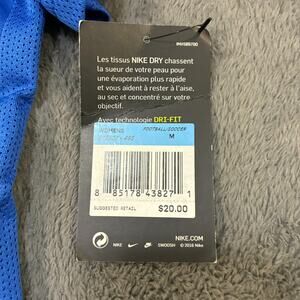 Les tissus NIKE DRY chassent
la sueur de votre peau pour
une évaporation plus rapide
et vous aident à rester à l'aise,
au sec et concentré sur votre
objectif.
Avec technologie DRI-FIT
WOMENS FOOTBALL/SOCCER
M
8 85178 43827 1
SUGGESTED RETAIL $20.00
NIKE SWOOSH
NIKE.COM
© 2016 Nike